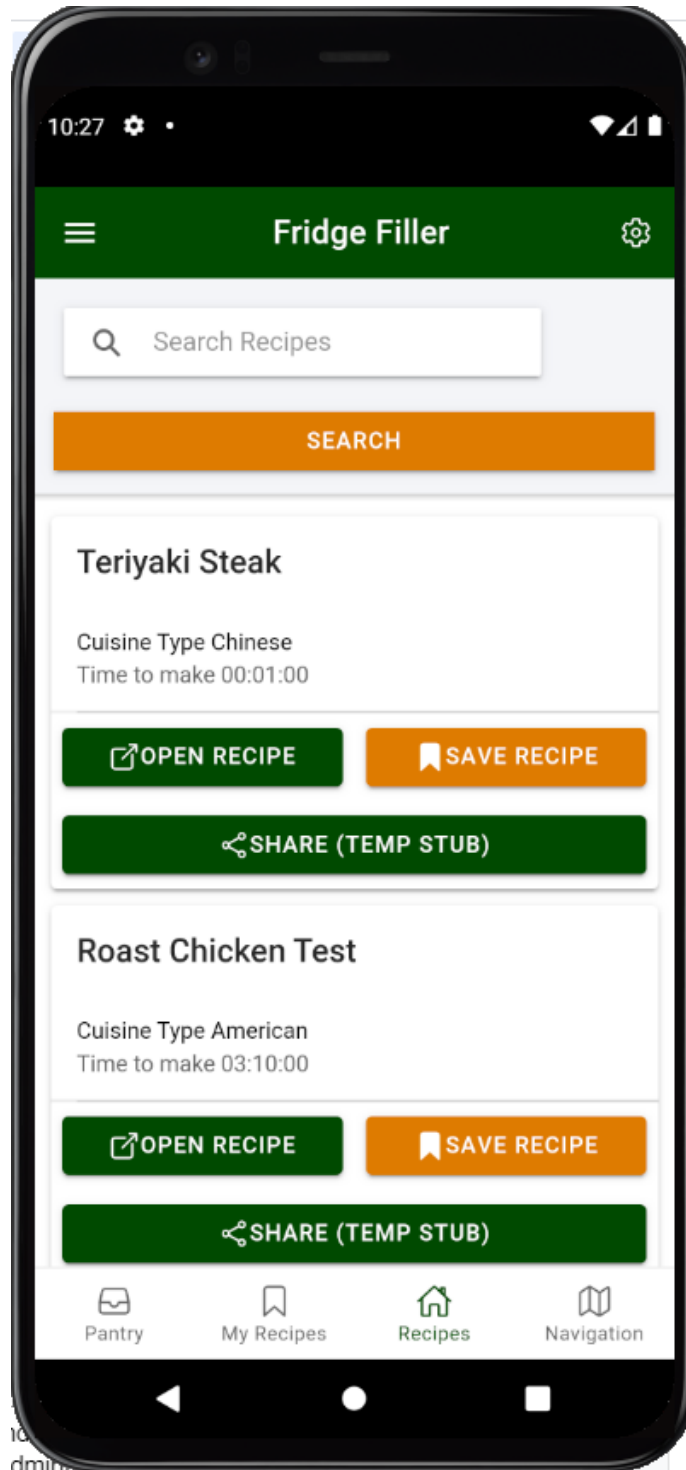 10:27
Fridge Filler
Search Recipes
SEARCH
Teriyaki Steak
Cuisine Type Chinese
Time to make 00:01:00
OPEN RECIPE SAVE RECIPE
SHARE (TEMP STUB)
Roast Chicken Test
Cuisine Type American
Time to make 03:10:00
OPEN RECIPE SAVE RECIPE
SHARE (TEMP STUB)
Pantry My Recipes Recipes Navigation